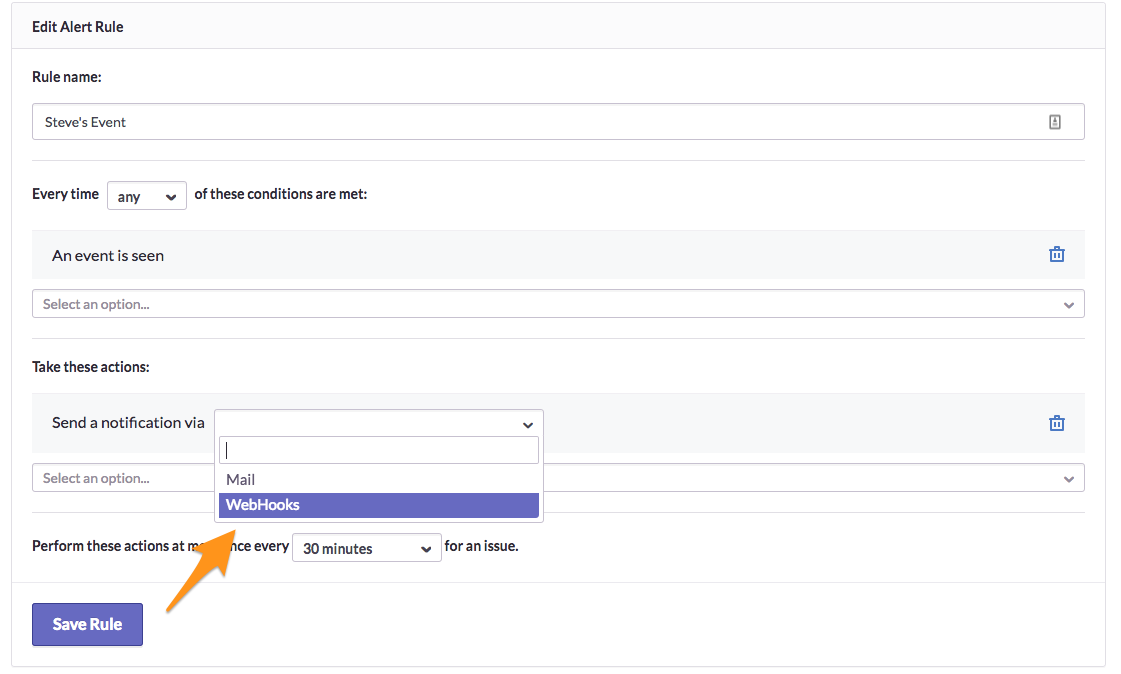 Edit Alert Rule
Rule name:
Steve's Event
Every time any of these conditions are met:
An event is seen
Select an option...
Take these actions:
Send a notification via
Mail
Select an option...
WebHooks
Perform these actions at every 30 minutes for an issue.
Save Rule